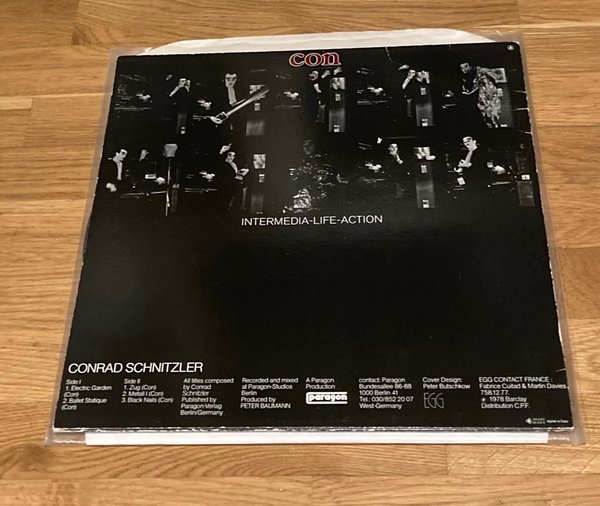 con
INTERMEDIA-LIFE-ACTION
CONRAD SCHNITZLER
Side I
1. Electric Garden
(Con)
2. Ballet Statique
(Con)
Side II
1. Zug (Con)
2. Metall I (Con)
3. Black Nails (Con)
All titles composed
by Conrad
Schnitzler
Published by
Paragon-Verlag
Berlin/Germany
Recorded and mixed
at Paragon-Studios
Berlin
Produced by
PETER BAUMANN
A Paragon
Production
paragon
contact: Paragon
Bundesallee 86-88
1000 Berlin 41
Tel.: 030/852 20 07
West-Germany
Cover Design:
Peter Butschkow
EGG
EGG CONTACT FRANCE :
Fabrice Cuitad & Martin Davies,
758.12.77.
℗ 1978 Barclay
Distribution C.P.F.